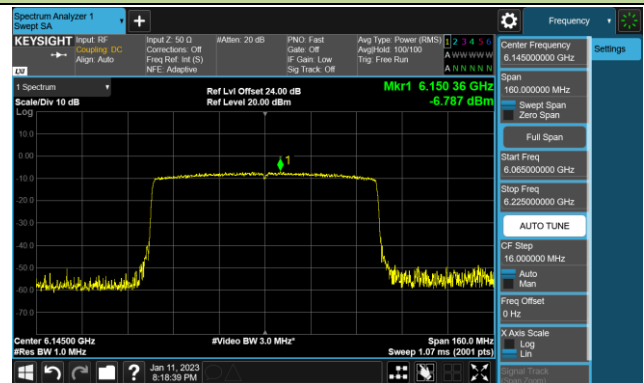 Spectrum Analyzer 1
Swept SA
Frequency
KEYSIGHT
Input: RF
Coupling: DC
Align: Auto
Input Z: 50 Ω
Corrections: Off
Freq Ref: Int (S)
NFE: Adaptive
#Atten: 20 dB
PNO: Fast
Gate: Off
IF Gain: Low
Sig Track: Off
Avg Type: Power (RMS)
Avg|Hold: 100/100
Trig: Free Run
1 2 3 4 5 6
A W W W W W
A N N N N N
LXI
1 Spectrum
Scale/Div 10 dB
Log
Ref Lvl Offset 24.00 dB
Ref Level 20.00 dBm
Mkr1 6.150 36 GHz
-6.787 dBm
10.0
0.00
-10.0
-20.0
-30.0
-40.0
-50.0
-60.0
-70.0
1
Center 6.14500 GHz
#Res BW 1.0 MHz
#Video BW 3.0 MHz*
Span 160.0 MHz
Sweep 1.07 ms (2001 pts)
Jan 11, 2023
8:18:39 PM
Center Frequency
6.145000000 GHz
Settings
Span
160.000000 MHz
Swept Span
Zero Span
Full Span
Start Freq
6.065000000 GHz
Stop Freq
6.225000000 GHz
AUTO TUNE
CF Step
16.000000 MHz
Auto
Man
Freq Offset
0 Hz
X Axis Scale
Log
Lin
Signal Track
(Span Zoom)